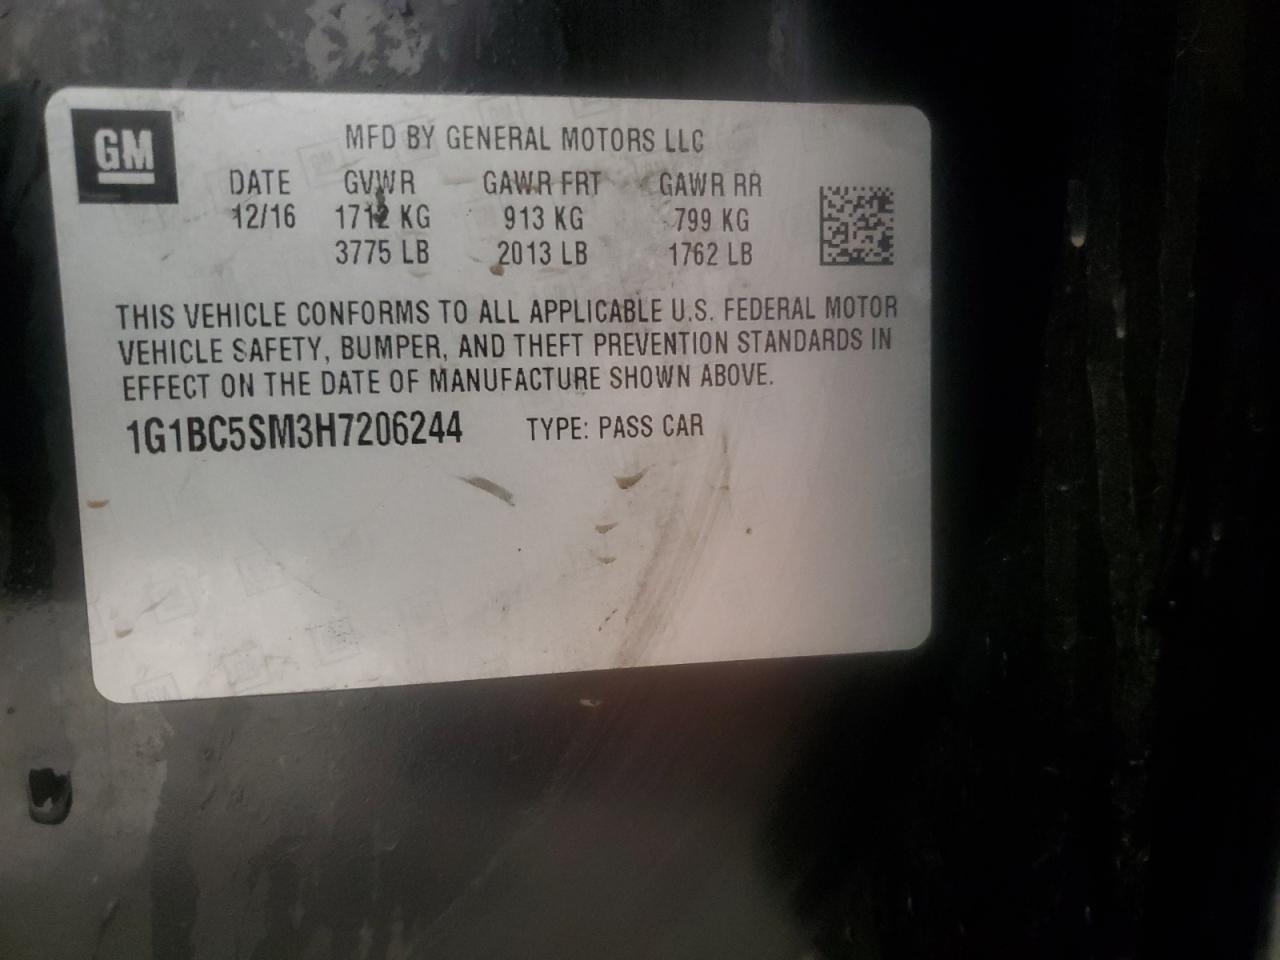 GM
MFD BY GENERAL MOTORS LLC
DATE GVWR GAWR FRT GAWR RR
12/16 1712 KG 913 KG 799 KG
3775 LB 2013 LB 1762 LB
THIS VEHICLE CONFORMS TO ALL APPLICABLE U.S. FEDERAL MOTOR
VEHICLE SAFETY, BUMPER, AND THEFT PREVENTION STANDARDS IN
EFFECT ON THE DATE OF MANUFACTURE SHOWN ABOVE.
1G1BC5SM3H7206244 TYPE: PASS CAR